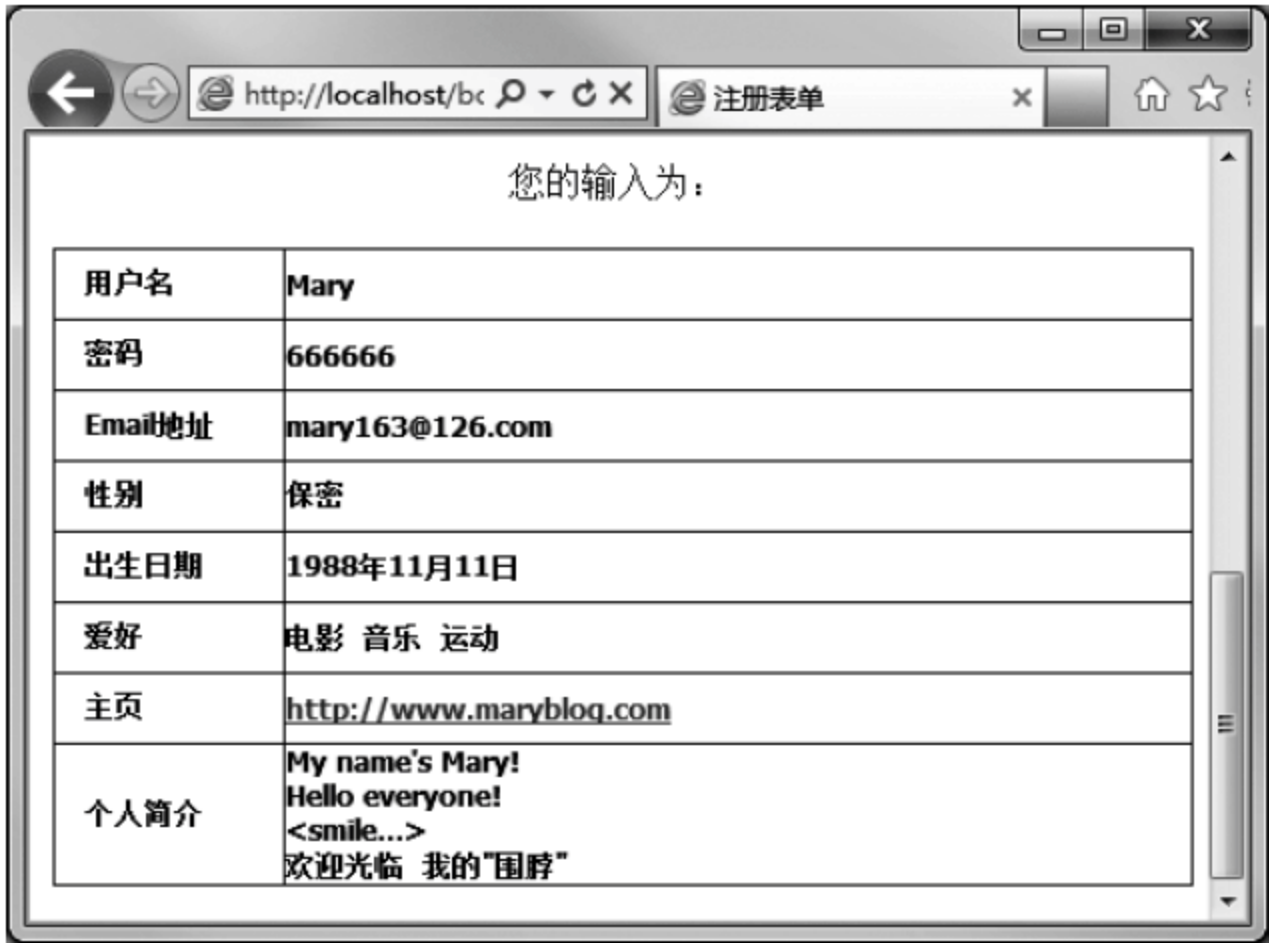 http://localhost/bc
注册表单
您的输入为：
用户名 Mary
密码 666666
Email地址 mary163@126.com
性别 保密
出生日期 1988年11月11日
爱好 电影 音乐 运动
主页 http://www.maryblog.com
个人简介 My name's Mary!
Hello everyone!
<smile...>
欢迎光临 我的"围脖"